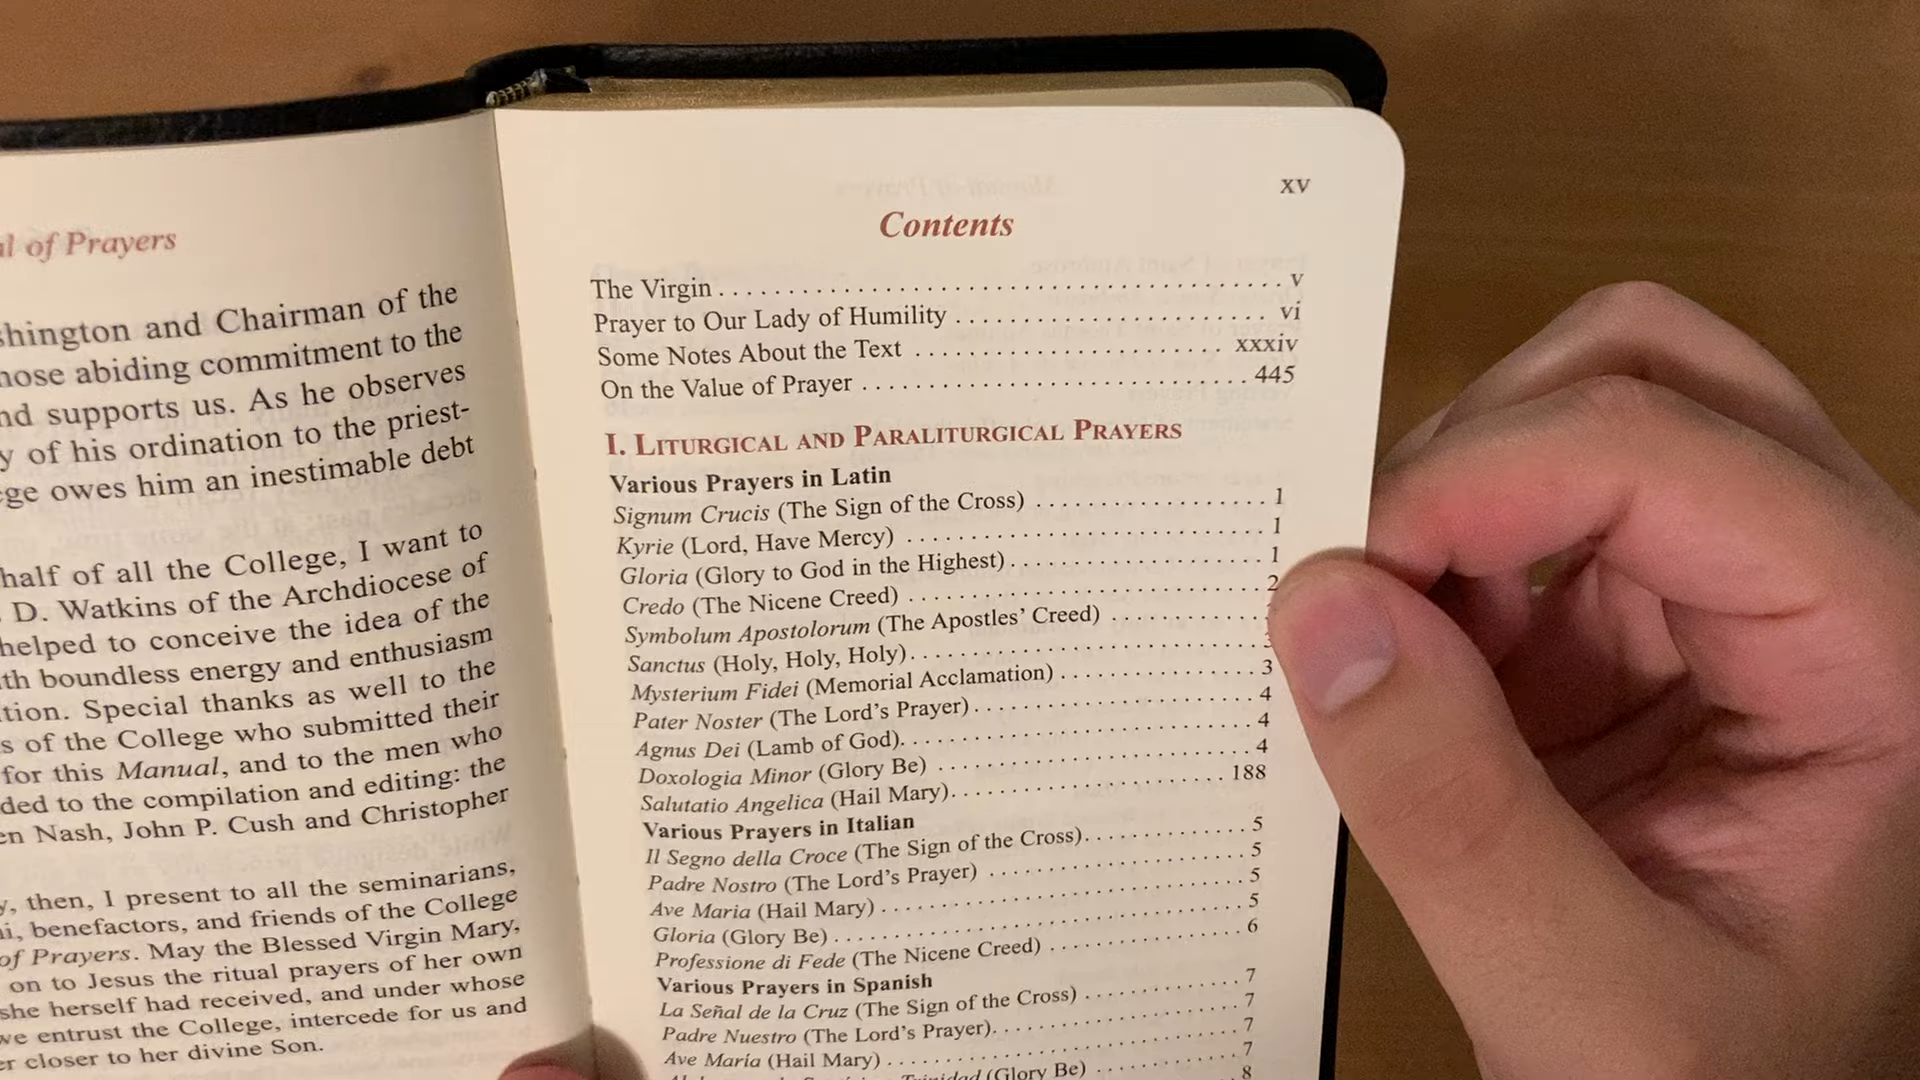 al of Prayers
shington and Chairman of the
hose abiding commitment to the
nd supports us. As he observes
y of his ordination to the priest-
ege owes him an inestimable debt
half of all the College, I want to
. D. Watkins of the Archdiocese of
helped to conceive the idea of the
th boundless energy and enthusiasm
tion. Special thanks as well to the
s of the College who submitted their
for this Manual, and to the men who
ded to the compilation and editing: the
en Nash, John P. Cush and Christopher
y, then, I present to all the seminarians,
ni, benefactors, and friends of the College
of Prayers. May the Blessed Virgin Mary,
on to Jesus the ritual prayers of her own
she herself had received, and under whose
we entrust the College, intercede for us and
er closer to her divine Son.
xv
Contents
The Virgin . . . . . . . . . . v
Prayer to Our Lady of Humility . . . . . . . . . . vi
Some Notes About the Text . . . . . . . . . . xxxiv
On the Value of Prayer . . . . . . . . . . 445
I. LITURGICAL AND PARALITURGICAL PRAYERS
Various Prayers in Latin
Signum Crucis (The Sign of the Cross) . . . . . . . . . . 1
Kyrie (Lord, Have Mercy) . . . . . . . . . . 1
Gloria (Glory to God in the Highest) . . . . . . . . . . 1
Credo (The Nicene Creed) . . . . . . . . . . 2
Symbolum Apostolorum (The Apostles’ Creed) . . . . . . . . . .
Sanctus (Holy, Holy, Holy) . . . . . . . . . . 3
Mysterium Fidei (Memorial Acclamation) . . . . . . . . . . 3
Pater Noster (The Lord’s Prayer) . . . . . . . . . . 4
Agnus Dei (Lamb of God) . . . . . . . . . . 4
Doxologia Minor (Glory Be) . . . . . . . . . . 4
Salutatio Angelica (Hail Mary) . . . . . . . . . . 188
Various Prayers in Italian
Il Segno della Croce (The Sign of the Cross) . . . . . . . . . . 5
Padre Nostro (The Lord’s Prayer) . . . . . . . . . . 5
Ave Maria (Hail Mary) . . . . . . . . . . 5
Gloria (Glory Be) . . . . . . . . . . 5
Professione di Fede (The Nicene Creed) . . . . . . . . . . 6
Various Prayers in Spanish
La Señal de la Cruz (The Sign of the Cross) . . . . . . . . . . 7
Padre Nuestro (The Lord’s Prayer) . . . . . . . . . . 7
Ave María (Hail Mary) . . . . . . . . . . 7
Trinidad (Glory Be) . . . . . . . . . . 7
8